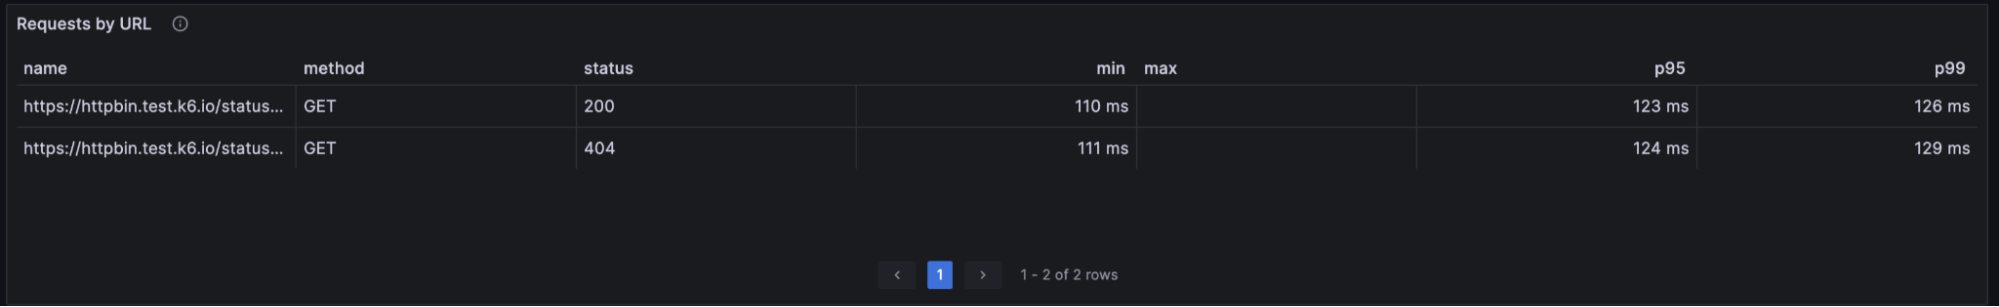 Requests by URL
name method status min max p95 p99
https://httpbin.test.k6.io/status... GET 200 110 ms 123 ms 126 ms
https://httpbin.test.k6.io/status... GET 404 111 ms 124 ms 129 ms
1 1 - 2 of 2 rows